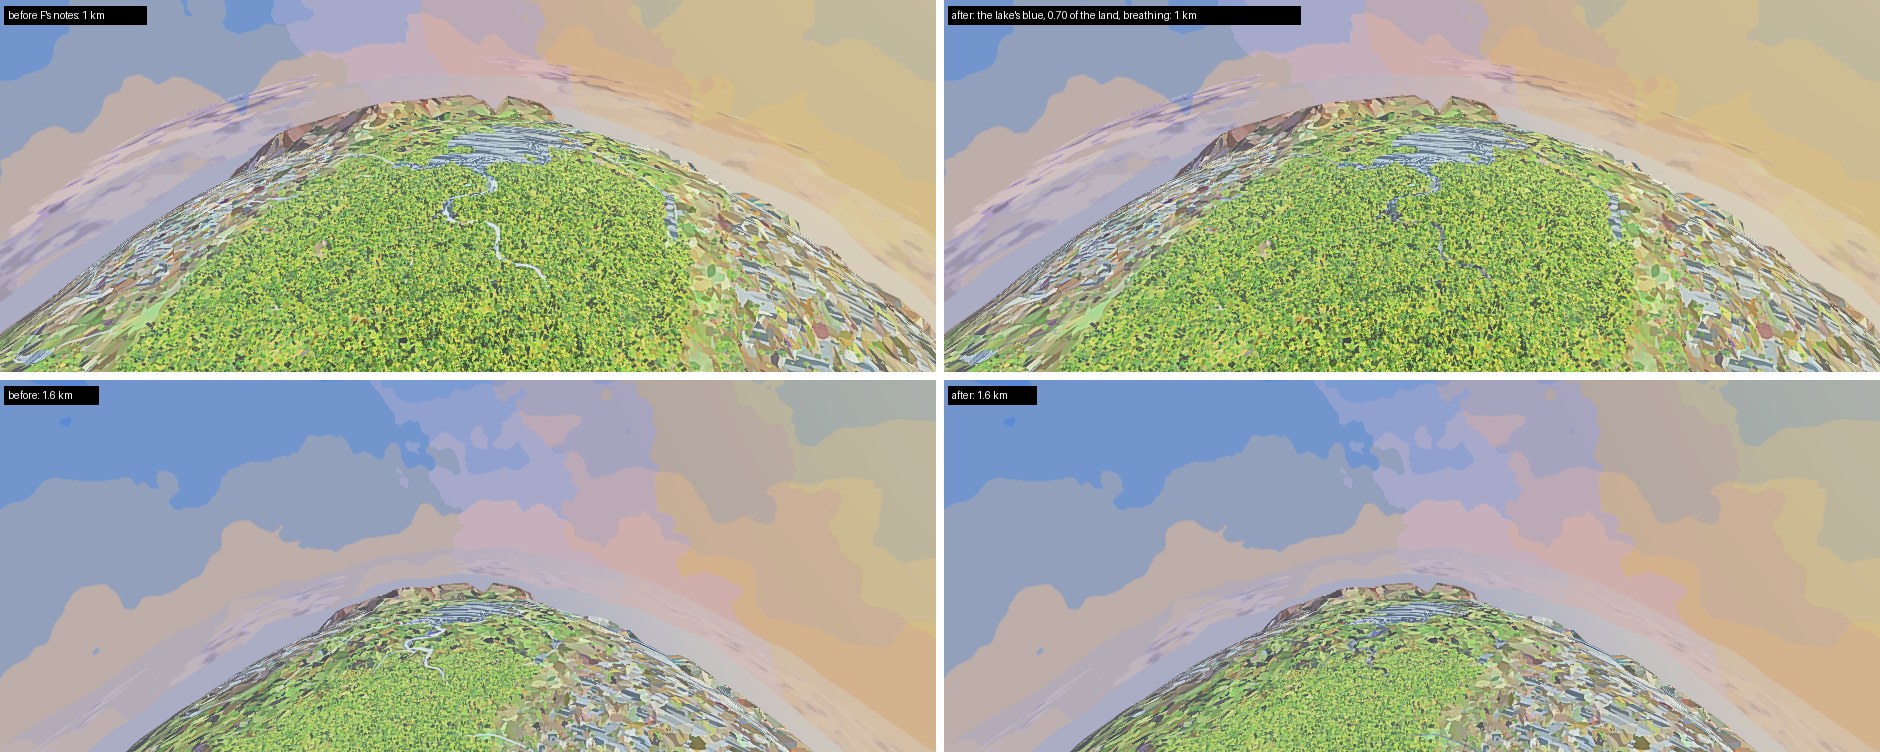 before F's notes: 1 km
after: the lake's blue, 0.70 of the land, breathing: 1 km
before: 1.6 km
after: 1.6 km